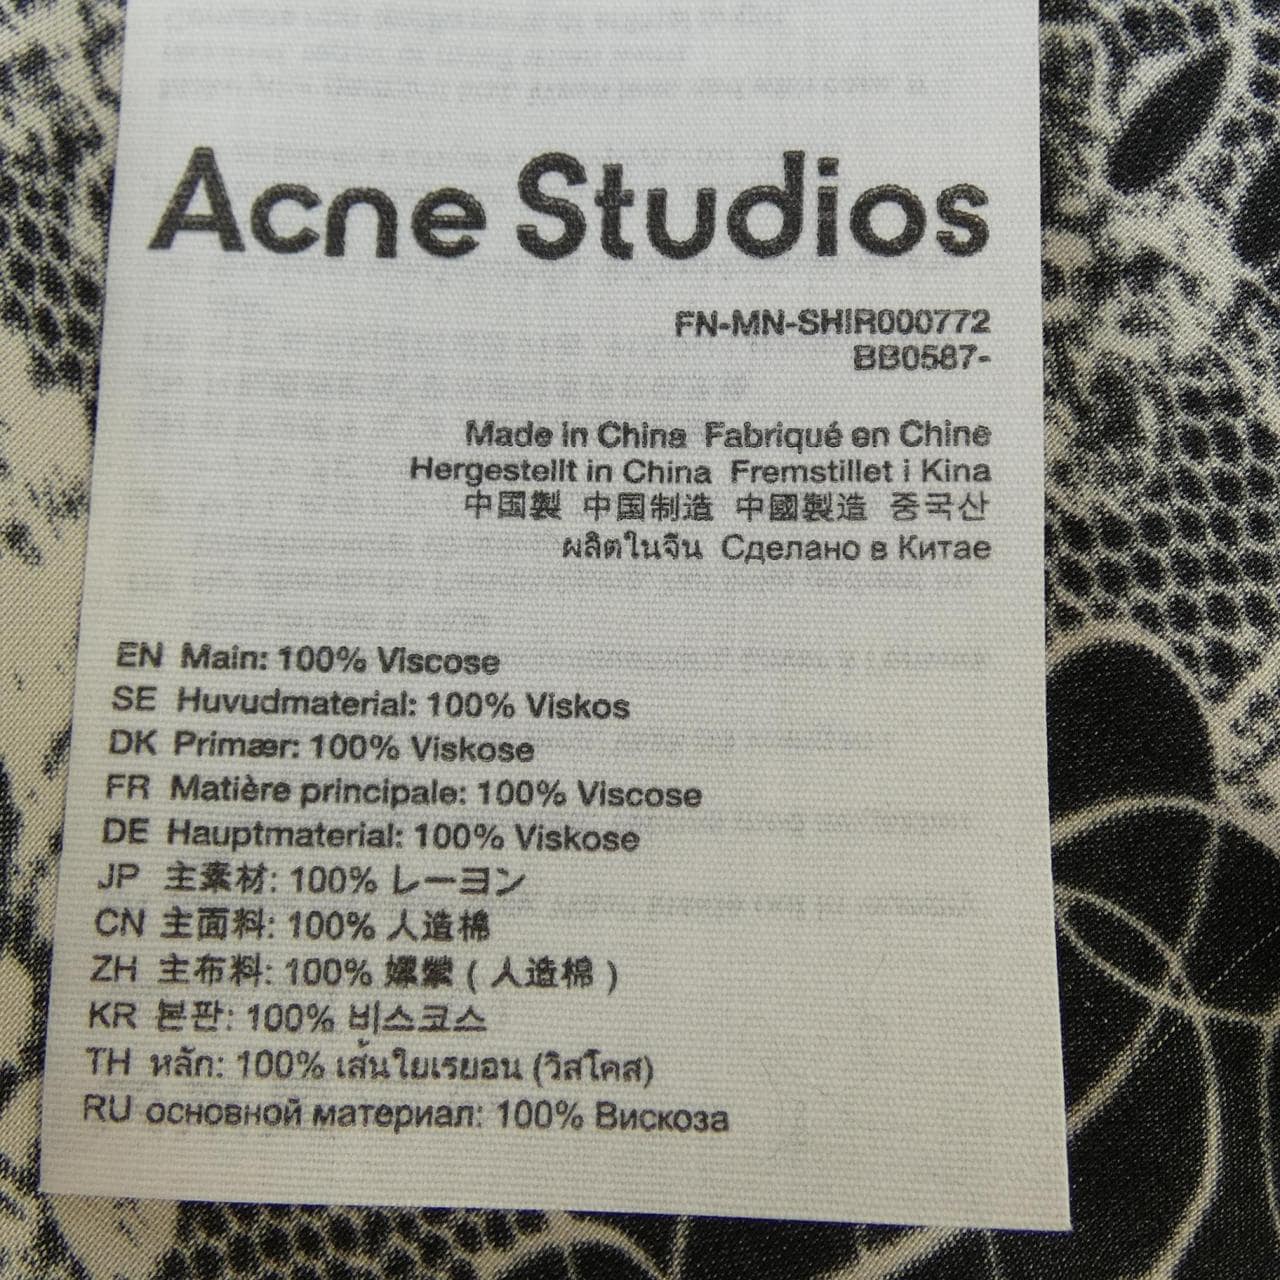 Acne Studios
FN-MN-SHIR000772
BB0587-
Made in China Fabriqué en Chine
Hergestellt in China Fremstillet i Kina
中国製 中国制造 中國製造 중국산
ผลิตในจีน Сделано в Китае
EN Main: 100% Viscose
SE Huvudmaterial: 100% Viskos
DK Primær: 100% Viskose
FR Matière principale: 100% Viscose
DE Hauptmaterial: 100% Viskose
JP 主素材: 100% レーヨン
CN 主面料: 100% 人造棉
ZH 主布料: 100% 嫘縈 ( 人造棉 )
KR 본판: 100% 비스코스
TH หลัก: 100% เส้นใยเรยอน (วิสโคส)
RU основной материал: 100% Вискоза